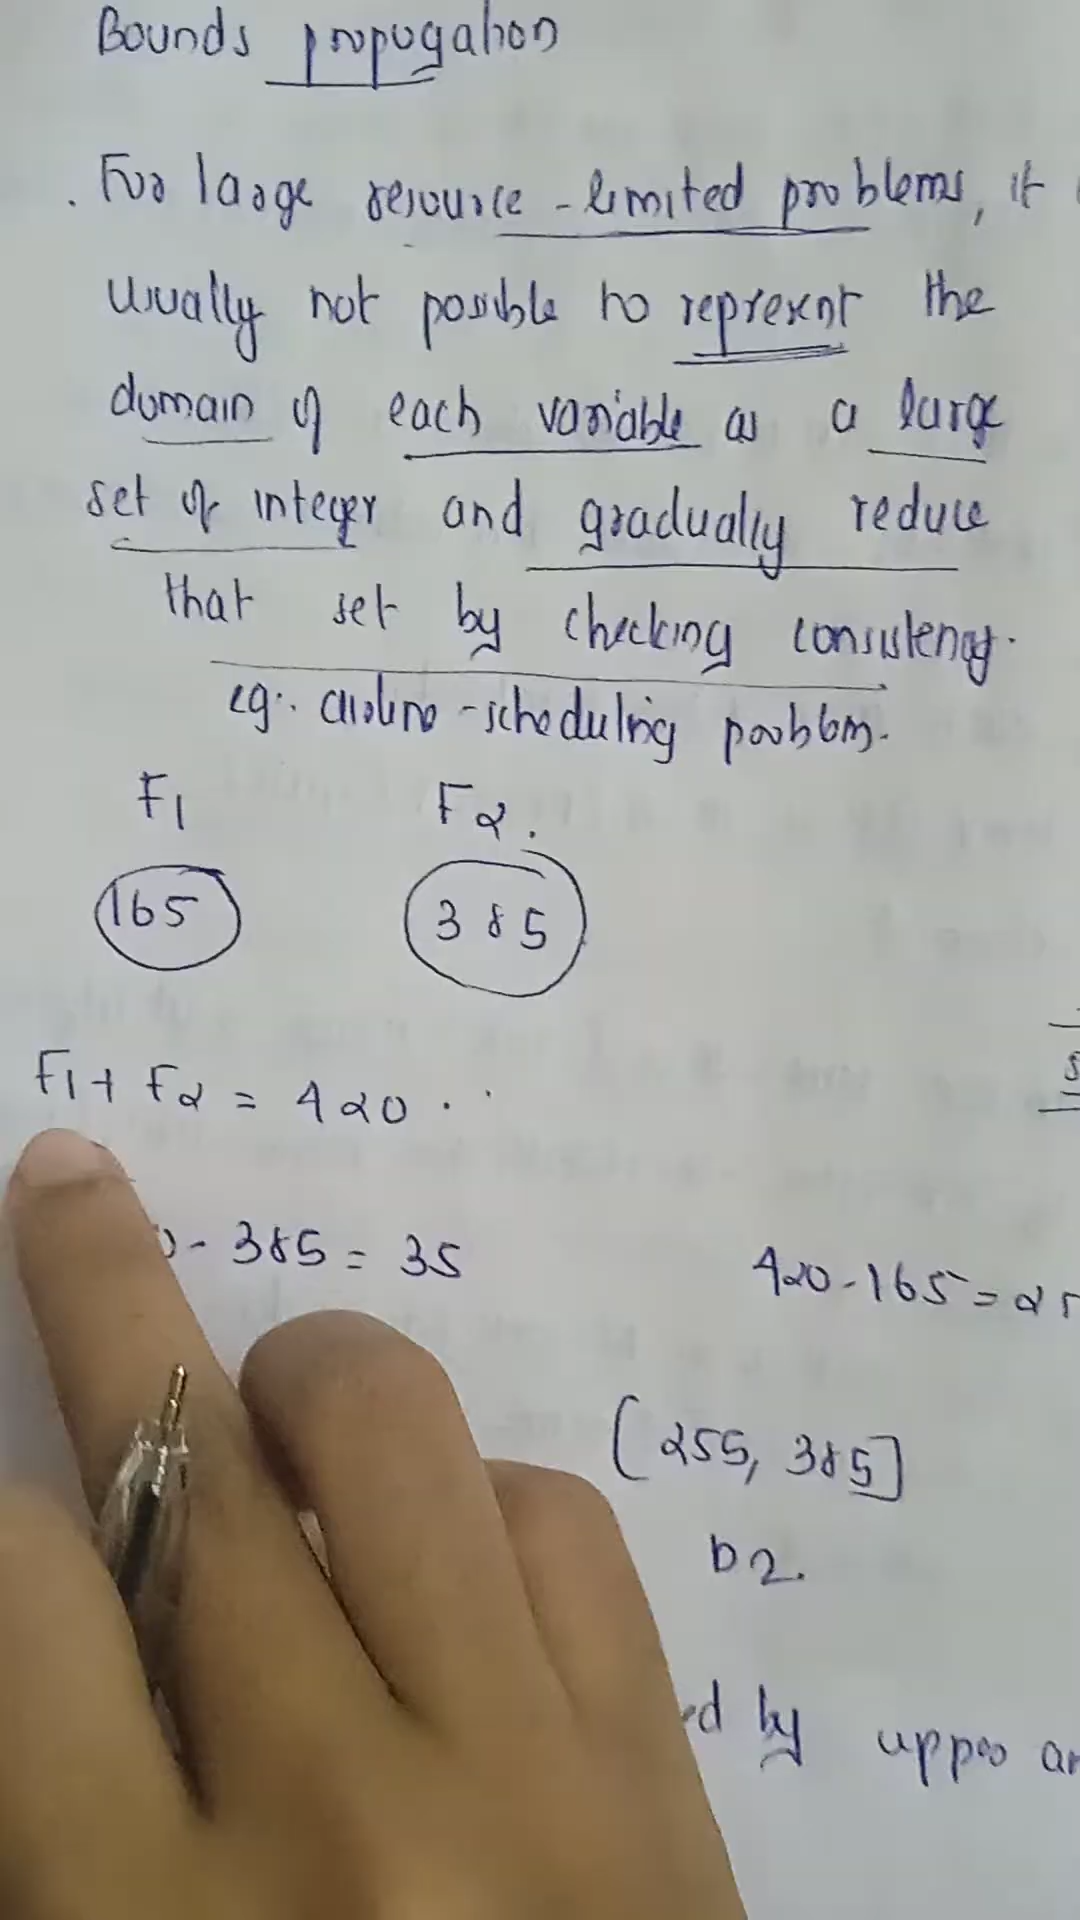 Bounds propogation
. For large resource-limited problems, it
usually not possible to represent the
domain of each variable as a large
set of integer and gradually reduce
that set by checking consistency.
eg:. airline-scheduling problem.
F1 F2.
165 385
F1 + F2 = 420 .
- 385 = 35 420 - 165 =
[255, 385]
D2.
by upper